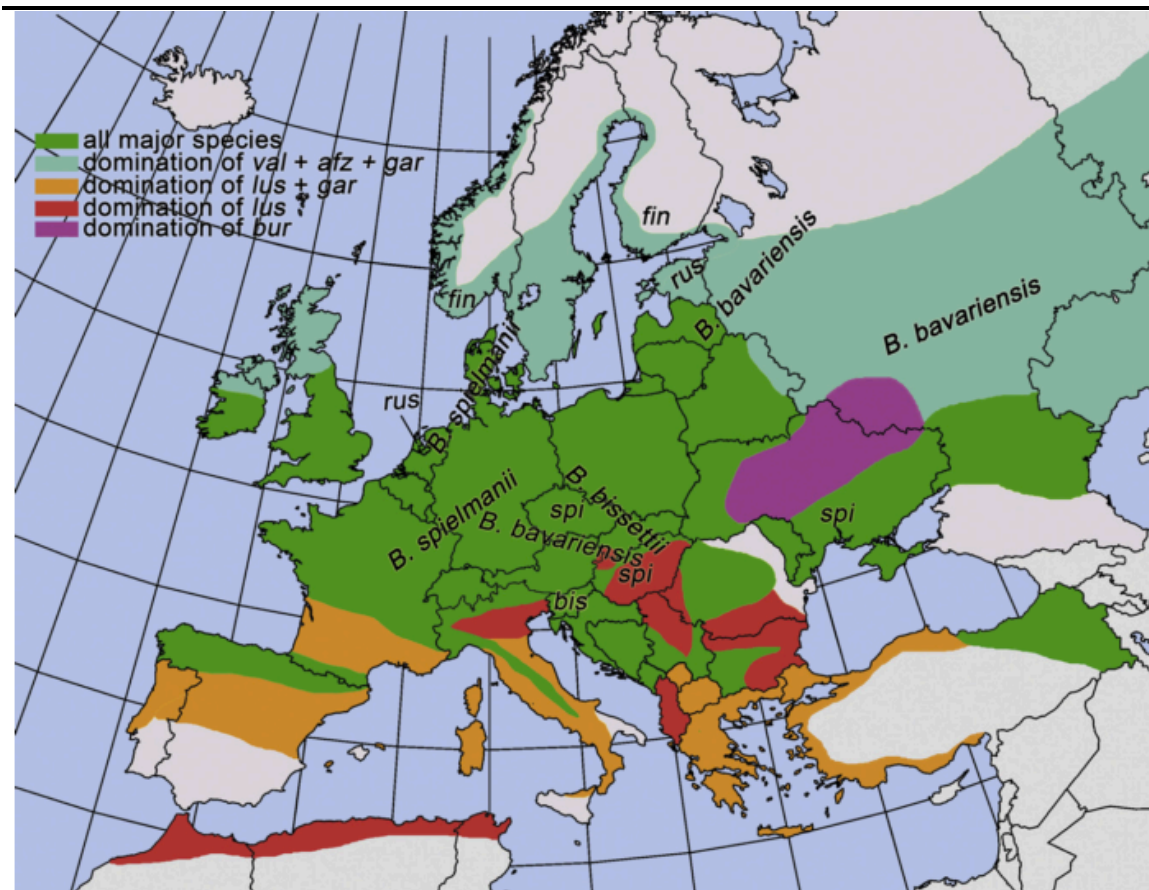 all major species
domination of val + afz + gar
domination of lus + gar
domination of lus
domination of bur
fin
fin
rus
B. bavariensis
B. bavariensis
B. spielmanii
rus
B. spielmanii
B. bissettii
spi
B. bavariensis
spi
spi
bis